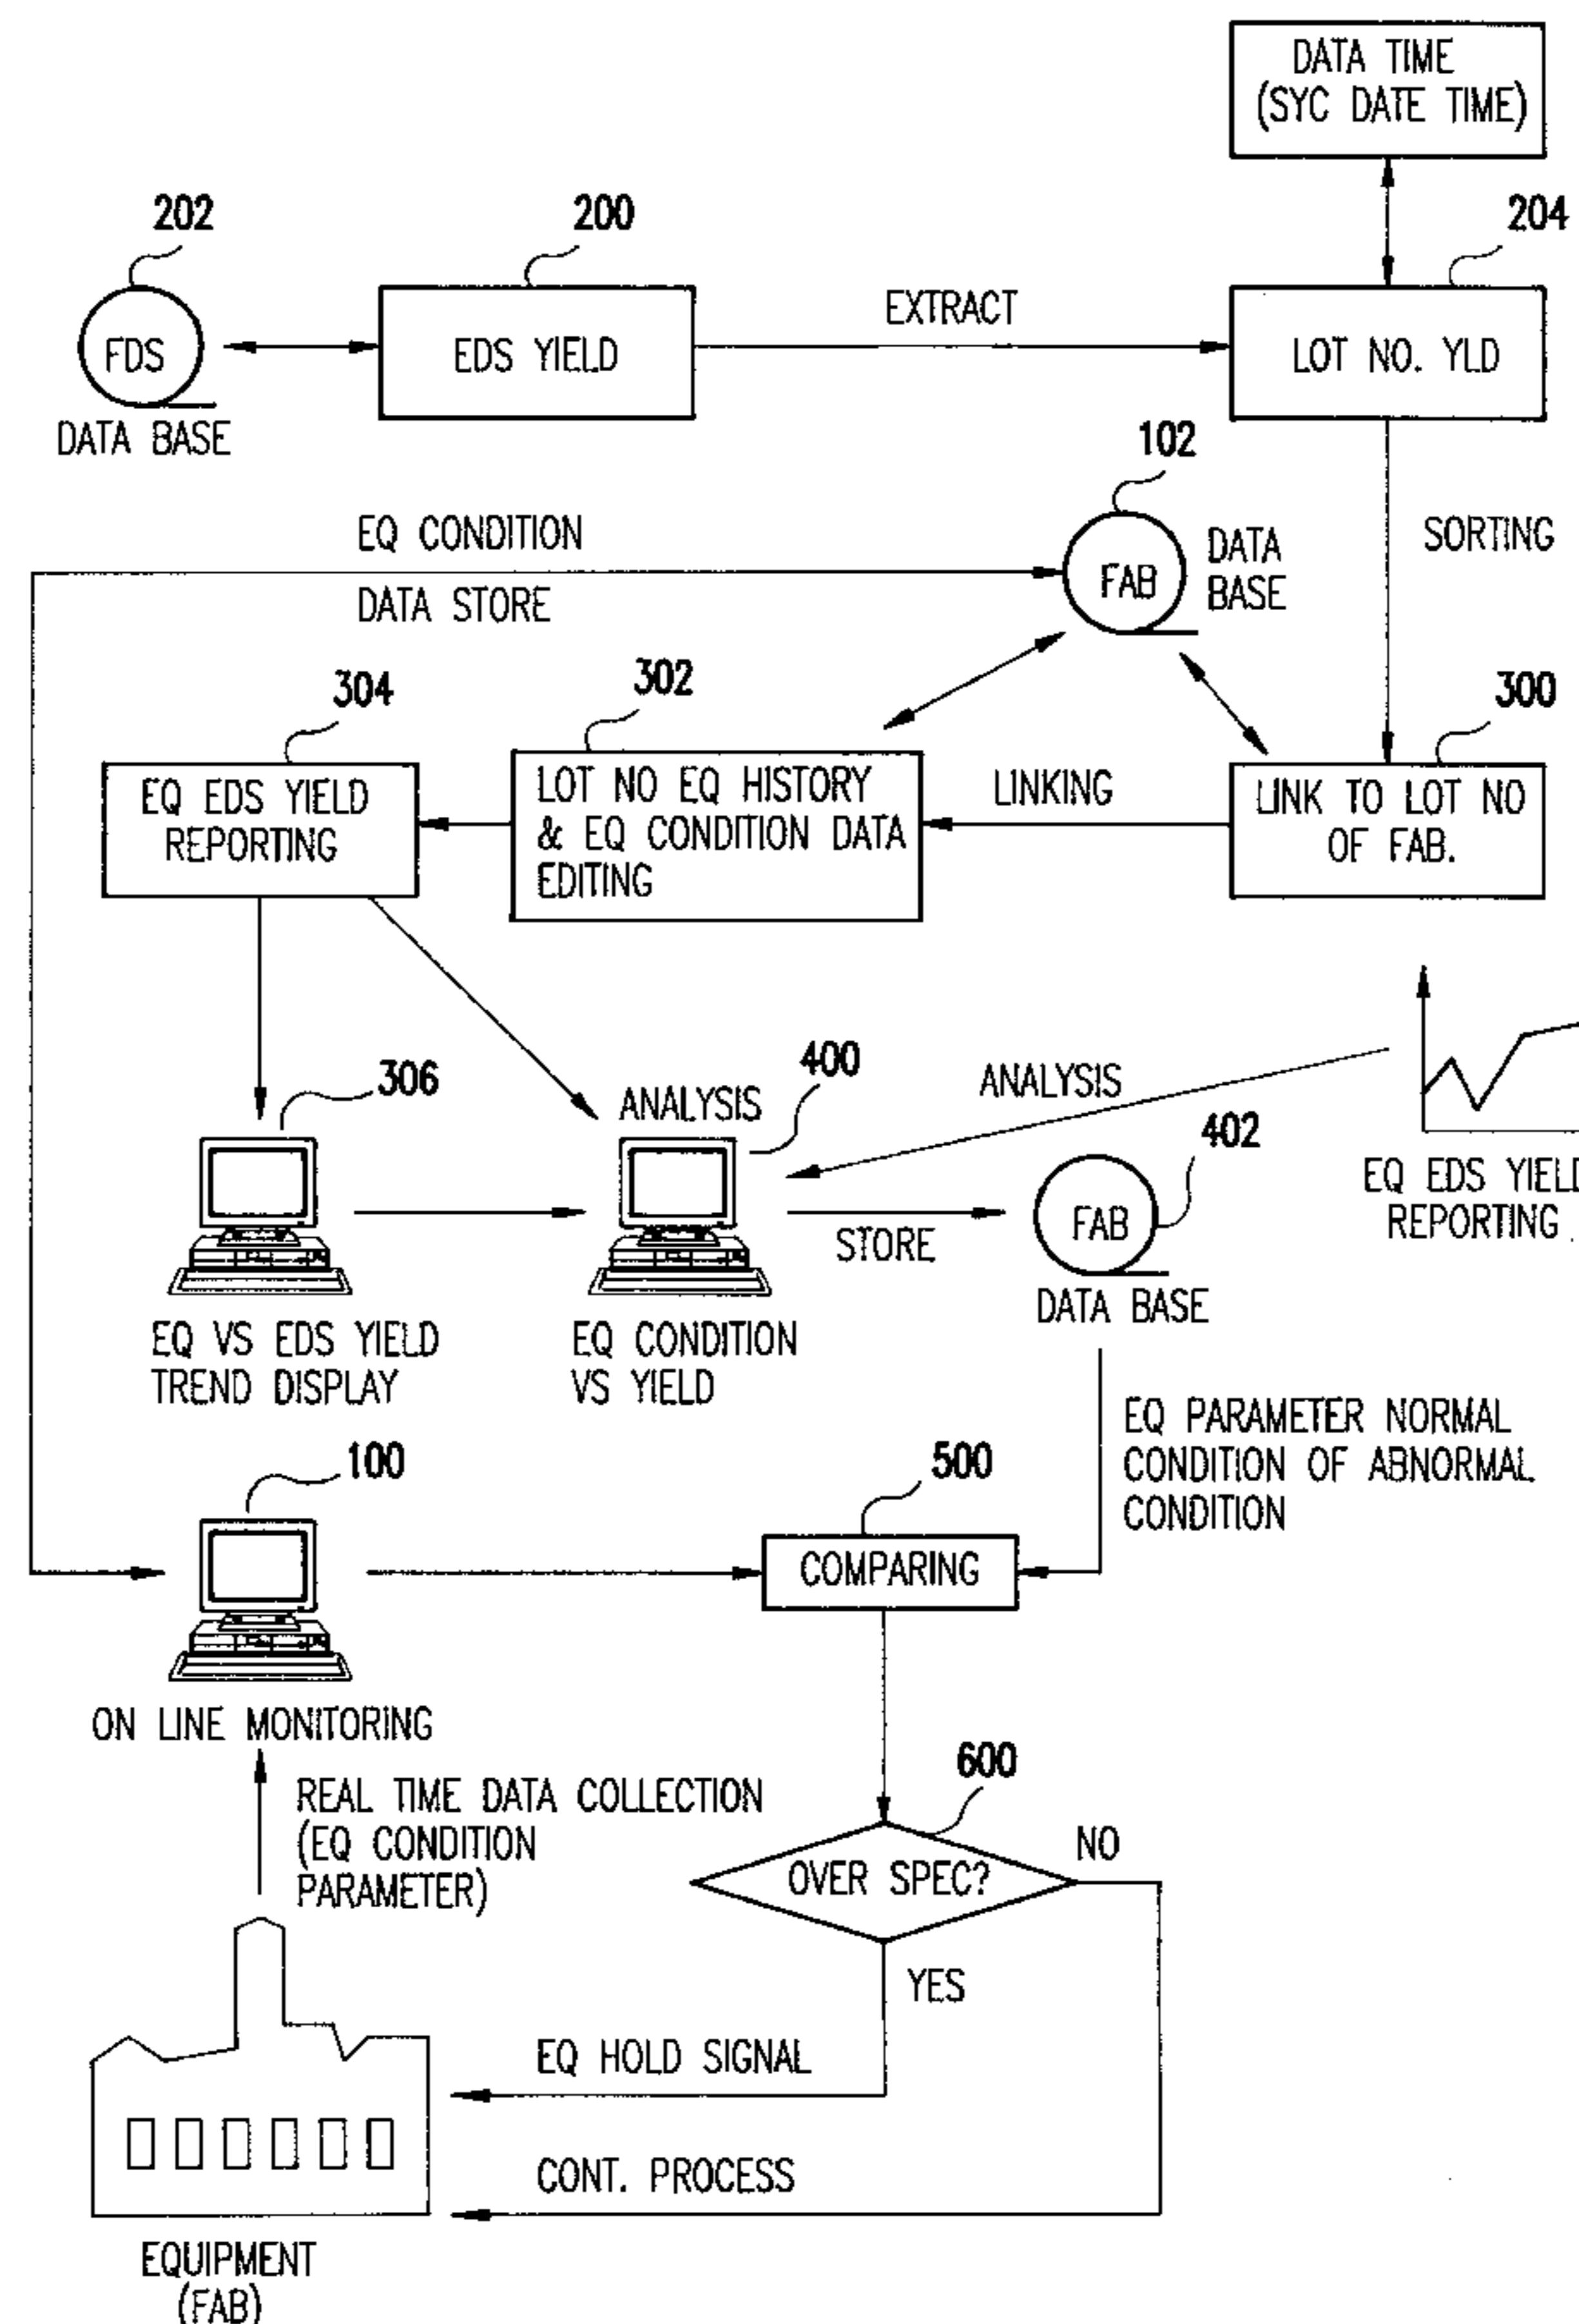 DATA TIME
(SYC DATE TIME)
202
200
204
FDS
EDS YIELD
EXTRACT
LOT NO. YLD
DATA BASE
102
EQ CONDITION
DATA STORE
FAB
DATA
BASE
SORTING
304
302
300
EQ EDS YIELD
REPORTING
LOT NO EQ HISTORY
& EQ CONDITION DATA
EDITING
LINKING
LINK TO LOT NO
OF FAB.
306
ANALYSIS
400
ANALYSIS
402
FAB
STORE
DATA BASE
EQ EDS YIELD
REPORTING
EQ VS EDS YIELD
TREND DISPLAY
EQ CONDITION
VS YIELD
EQ PARAMETER NORMAL
CONDITION OF ABNORMAL
CONDITION
100
500
COMPARING
ON LINE MONITORING
REAL TIME DATA COLLECTION
(EQ CONDITION
PARAMETER)
600
OVER SPEC?
NO
YES
EQ HOLD SIGNAL
CONT. PROCESS
EQUIPMENT
(FAB)